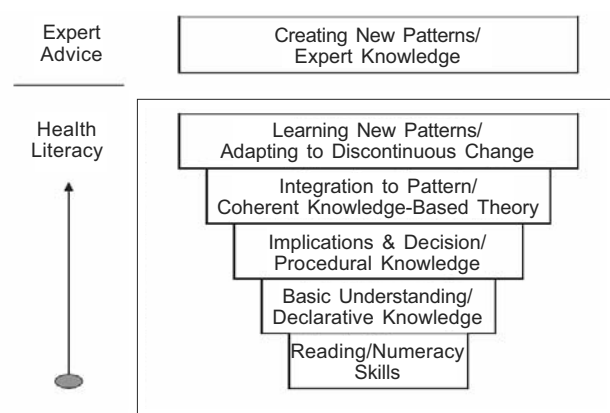 Expert
Advice
Creating New Patterns/
Expert Knowledge
Health
Literacy
Learning New Patterns/
Adapting to Discontinuous Change
Integration to Pattern/
Coherent Knowledge-Based Theory
Implications & Decision/
Procedural Knowledge
Basic Understanding/
Declarative Knowledge
Reading/Numeracy
Skills